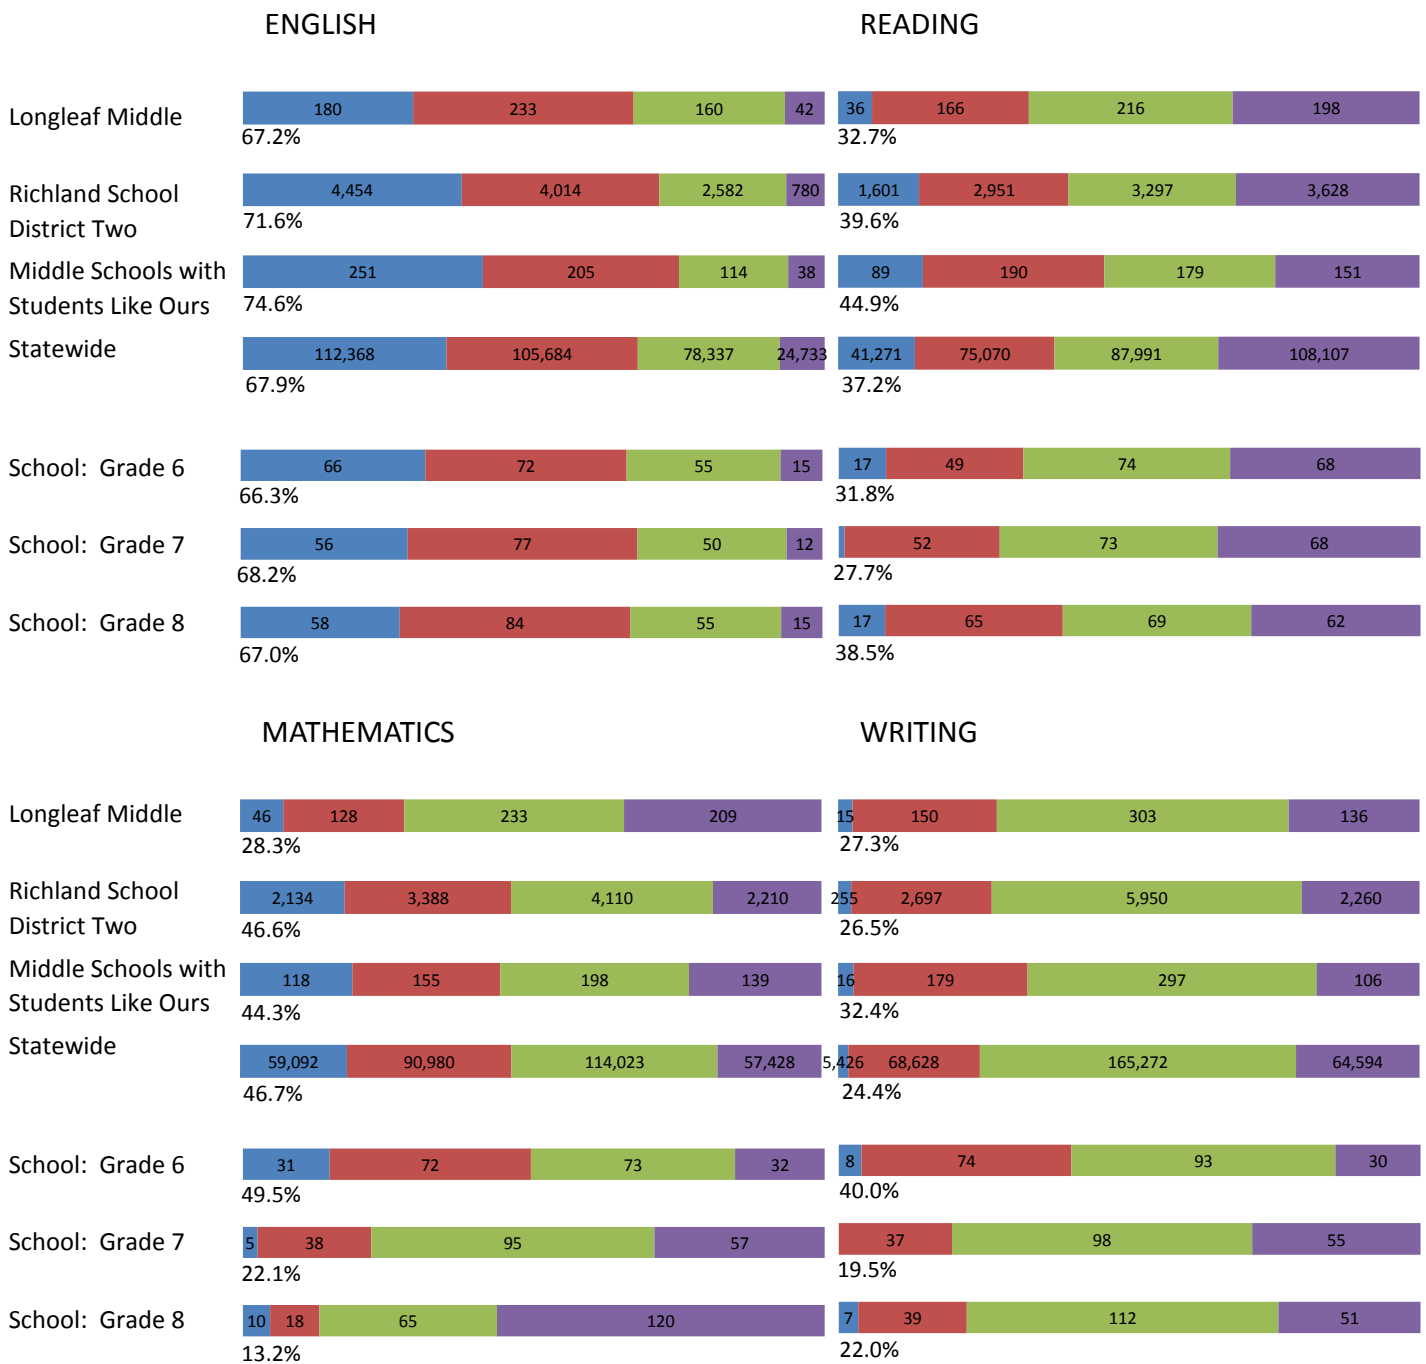 ENGLISH READING
Longleaf Middle 180 233 160 42 36 166 216 198
67.2% 32.7%
Richland School 4,454 4,014 2,582 780 1,601 2,951 3,297 3,628
District Two 71.6% 39.6%
Middle Schools with 251 205 114 38 89 190 179 151
Students Like Ours 74.6% 44.9%
Statewide 112,368 105,684 78,337 24,733 41,271 75,070 87,991 108,107
67.9% 37.2%
School: Grade 6 66 72 55 15 17 49 74 68
66.3% 31.8%
School: Grade 7 56 77 50 12 52 73 68
68.2% 27.7%
School: Grade 8 58 84 55 15 17 65 69 62
67.0% 38.5%
MATHEMATICS WRITING
Longleaf Middle 46 128 233 209 15 150 303 136
28.3% 27.3%
Richland School 2,134 3,388 4,110 2,210 255 2,697 5,950 2,260
District Two 46.6% 26.5%
Middle Schools with 118 155 198 139 16 179 297 106
Students Like Ours 44.3% 32.4%
Statewide 59,092 90,980 114,023 57,428 5,426 68,628 165,272 64,594
46.7% 24.4%
School: Grade 6 31 72 73 32 8 74 93 30
49.5% 40.0%
School: Grade 7 5 38 95 57 37 98 55
22.1% 19.5%
School: Grade 8 10 18 65 120 7 39 112 51
13.2% 22.0%